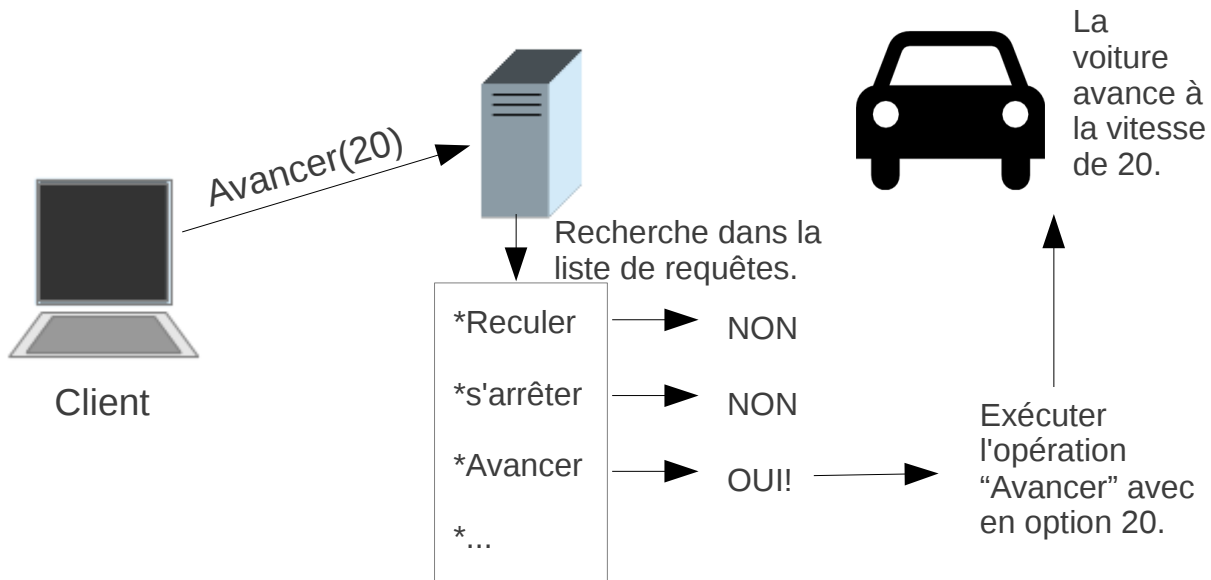 Avancer(20)
Client
Recherche dans la
liste de requêtes.
*Reculer
NON
*s'arrêter
NON
*Avancer
OUI!
*...
Exécuter
l'opération
“Avancer” avec
en option 20.
La
voiture
avance à
la vitesse
de 20.